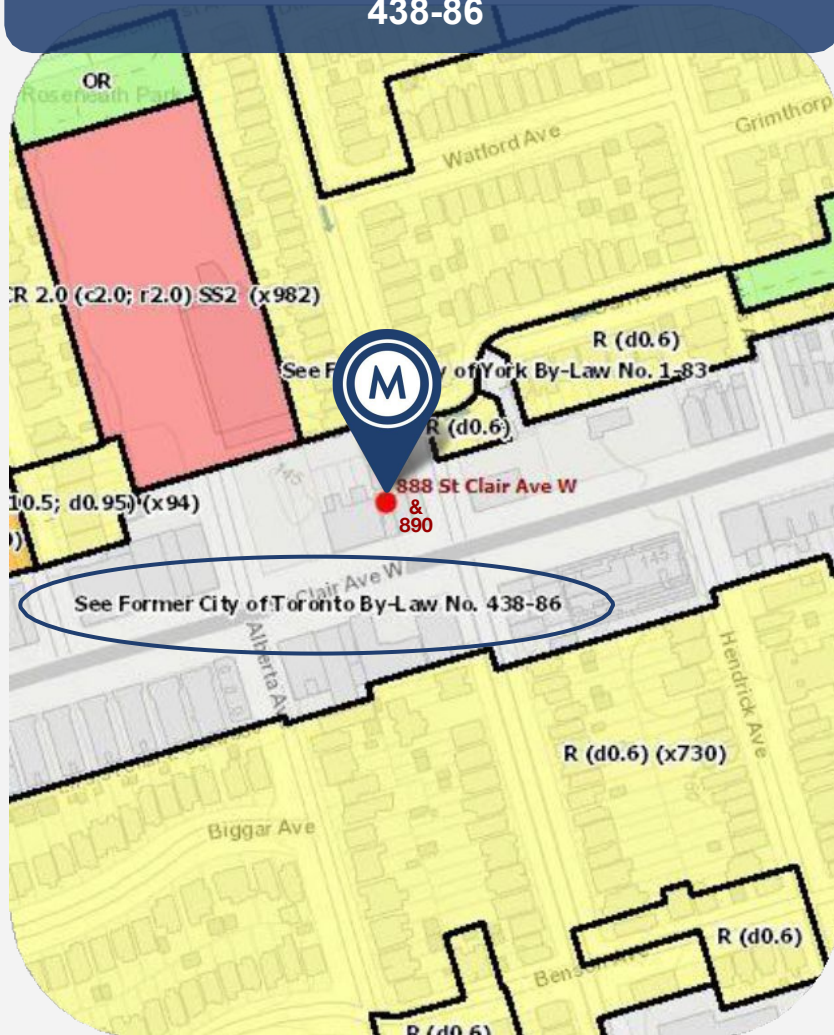 438-86
OR
Roseneath Park
Watford Ave
Grimthorp
CR 2.0 (c2.0; r2.0) SS2 (x982)
R (d0.6)
See F
y of York By-Law No. 1-83
M
R (d0.6)
145
888 St Clair Ave W
&
890
10.5; d0.95) (x94)
)
145
Clair Ave W
See Former City of Toronto By-Law No. 438-86
Alberta Av
Hendrick Ave
R (d0.6) (x730)
Biggar Ave
R (d0.6)
Benson Ave
R (d0.6)